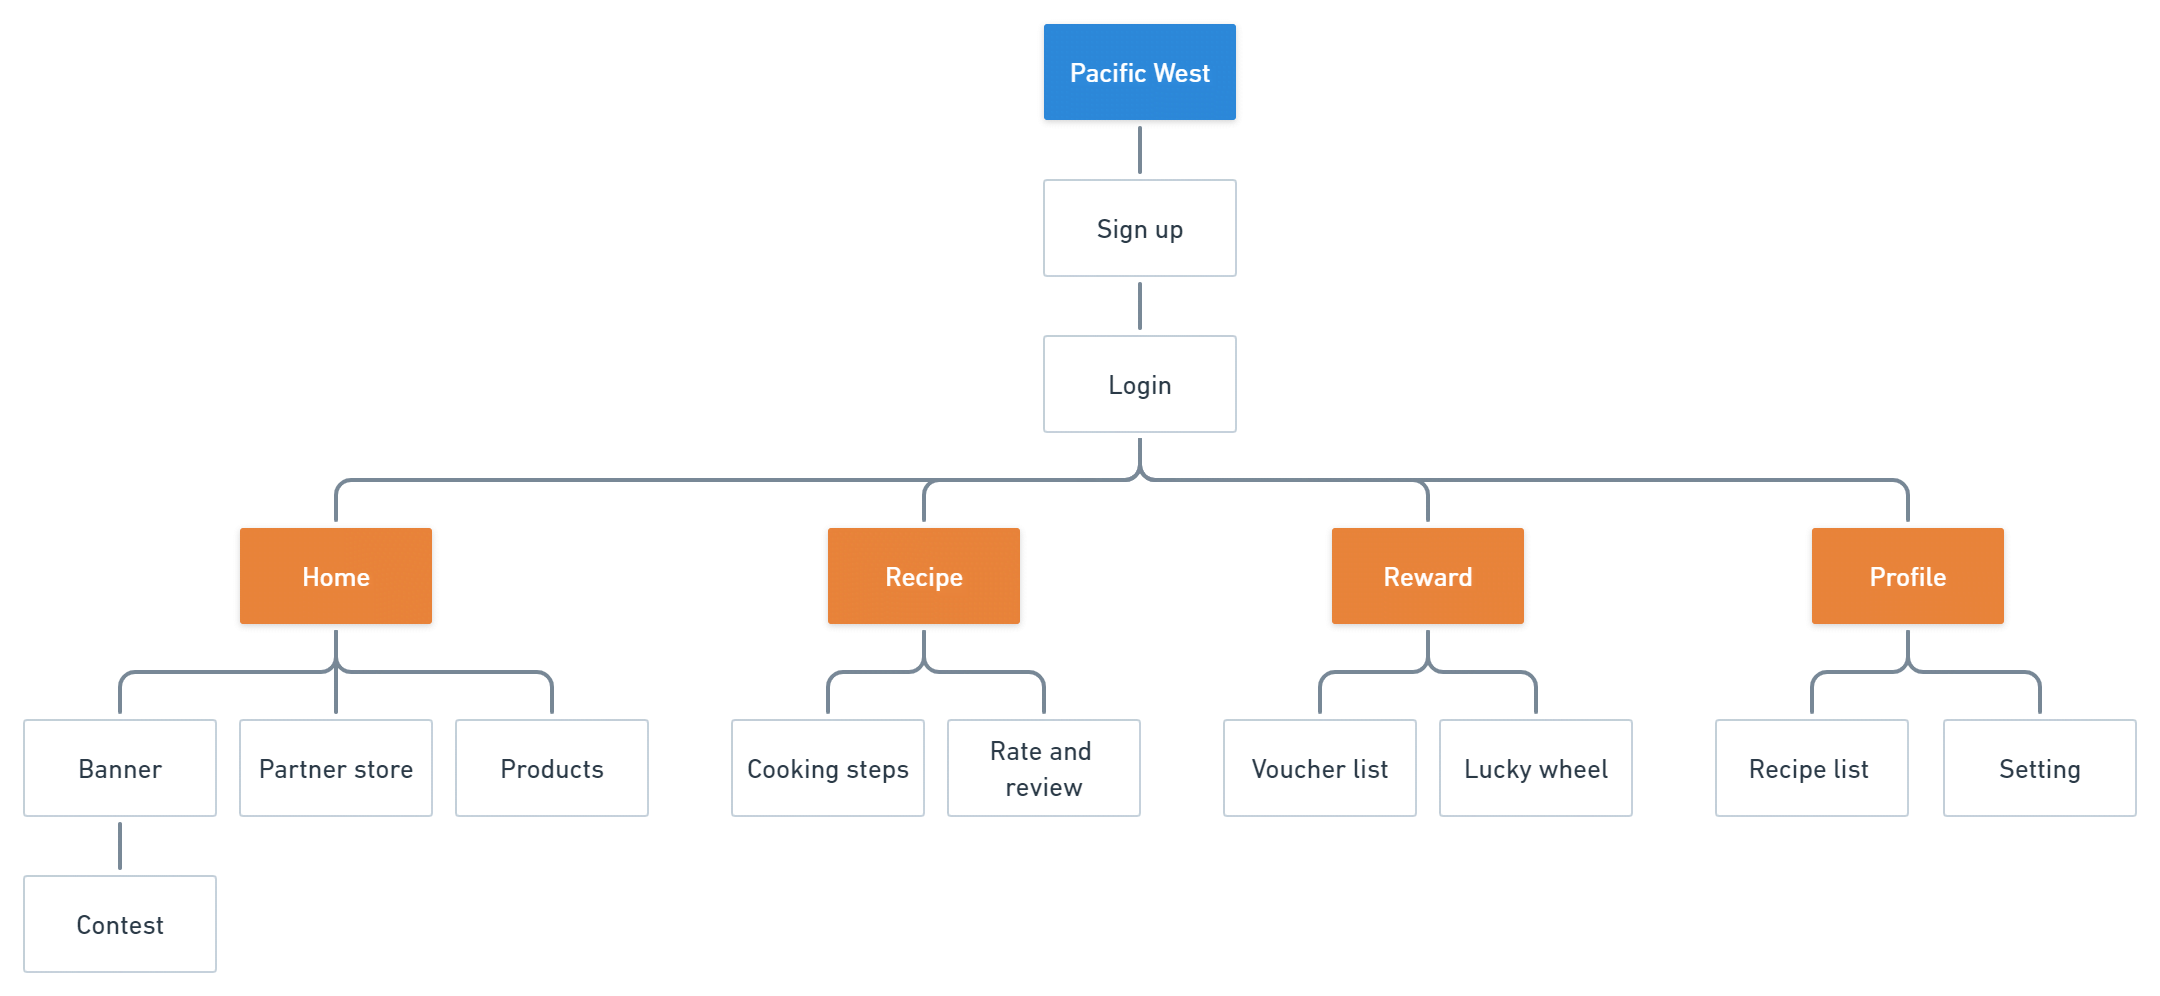 Pacific West
Sign up
Login
Home
Recipe
Reward
Profile
Banner
Partner store
Products
Cooking steps
Rate and
review
Voucher list
Lucky wheel
Recipe list
Setting
Contest